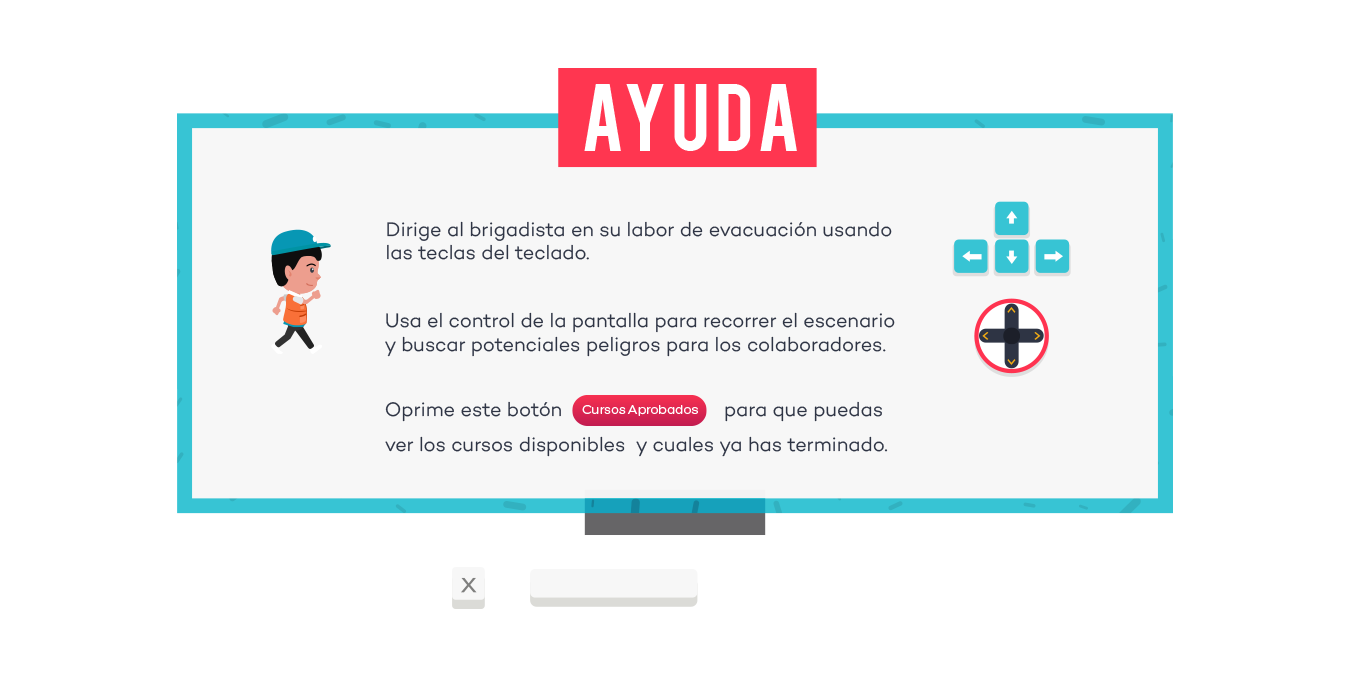 AYUDA
Dirige al brigadista en su labor de evacuación usando
las teclas del teclado.
Usa el control de la pantalla para recorrer el escenario
y buscar potenciales peligros para los colaboradores.
Oprime este botón Cursos Aprobados para que puedas
ver los cursos disponibles y cuales ya has terminado.
X